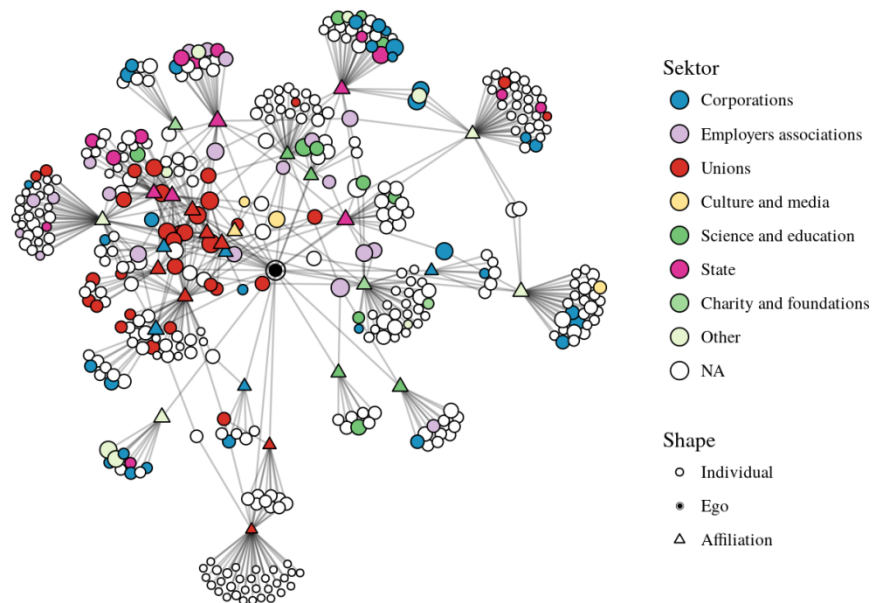 Sektor
Corporations
Employers associations
Unions
Culture and media
Science and education
State
Charity and foundations
Other
NA
Shape
Individual
Ego
Affiliation